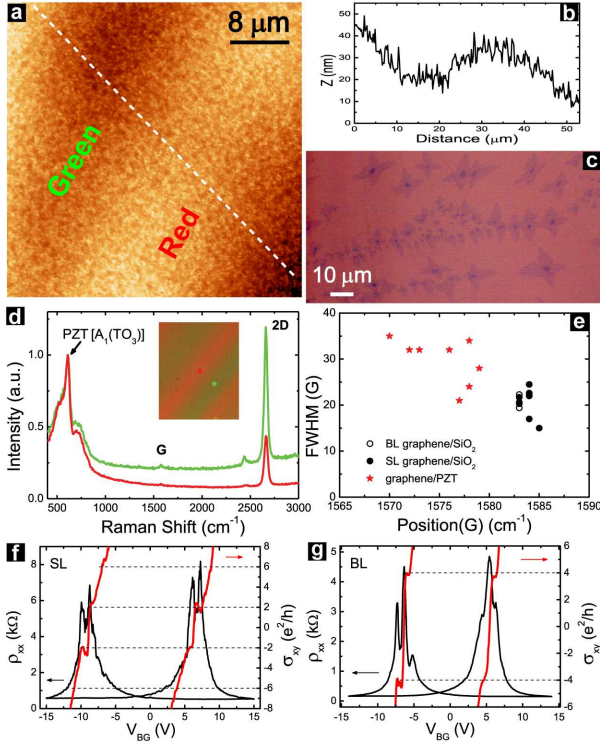 a
8 μm
Green
Red
b
Z(nm)
50
40
30
20
10
0
0 10 20 30 40 50
Distance (μm)
c
10 μm
d
PZT [A₁(TO₃)]
2D
G
Intensity (a.u.)
1.0
0.5
0.0
500 1000 1500 2000 2500 3000
Raman Shift (cm⁻¹)
e
FWHM (G)
40
30
20
10
0
BL graphene/SiO₂
SL graphene/SiO₂
graphene/PZT
1565 1570 1575 1580 1585 1590
Position(G) (cm⁻¹)
f
SL
ρxx (kΩ)
8
6
4
2
0
8
6
4
2
0
-2
-4
-6
-8
σxy (e²/h)
-15 -10 -5 0 5 10 15
V_BG (V)
g
BL
ρxx (kΩ)
5
4
3
2
1
0
6
4
2
0
-2
-4
-6
σxy (e²/h)
-15 -10 -5 0 5 10 15
V_BG (V)